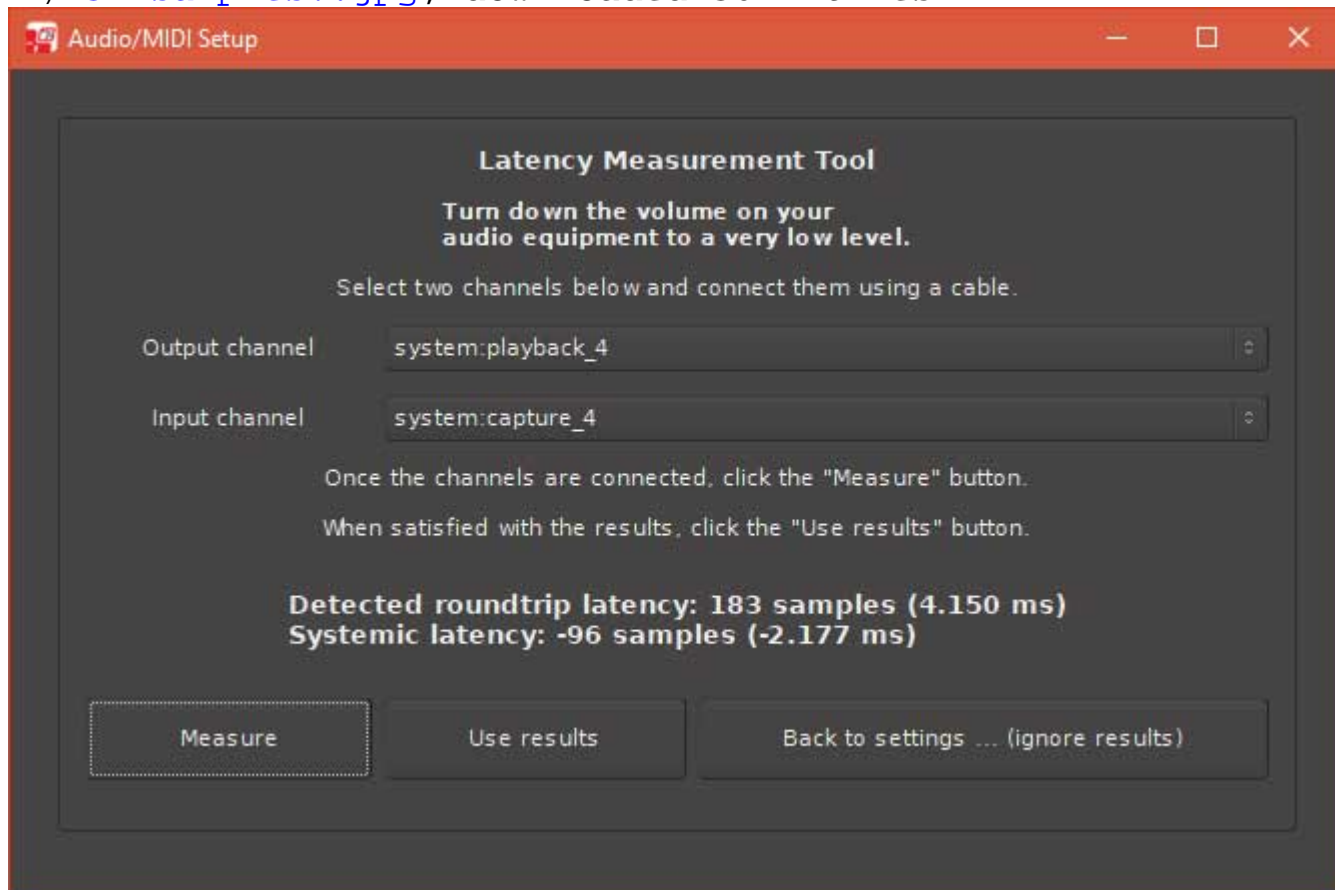 Audio/MIDI Setup
Latency Measurement Tool
Turn down the volume on your
audio equipment to a very low level.
Select two channels below and connect them using a cable.
Output channel system:playback_4
Input channel system:capture_4
Once the channels are connected, click the "Measure" button.
When satisfied with the results, click the "Use results" button.
Detected roundtrip latency: 183 samples (4.150 ms)
Systemic latency: -96 samples (-2.177 ms)
Measure Use results Back to settings ... (ignore results)